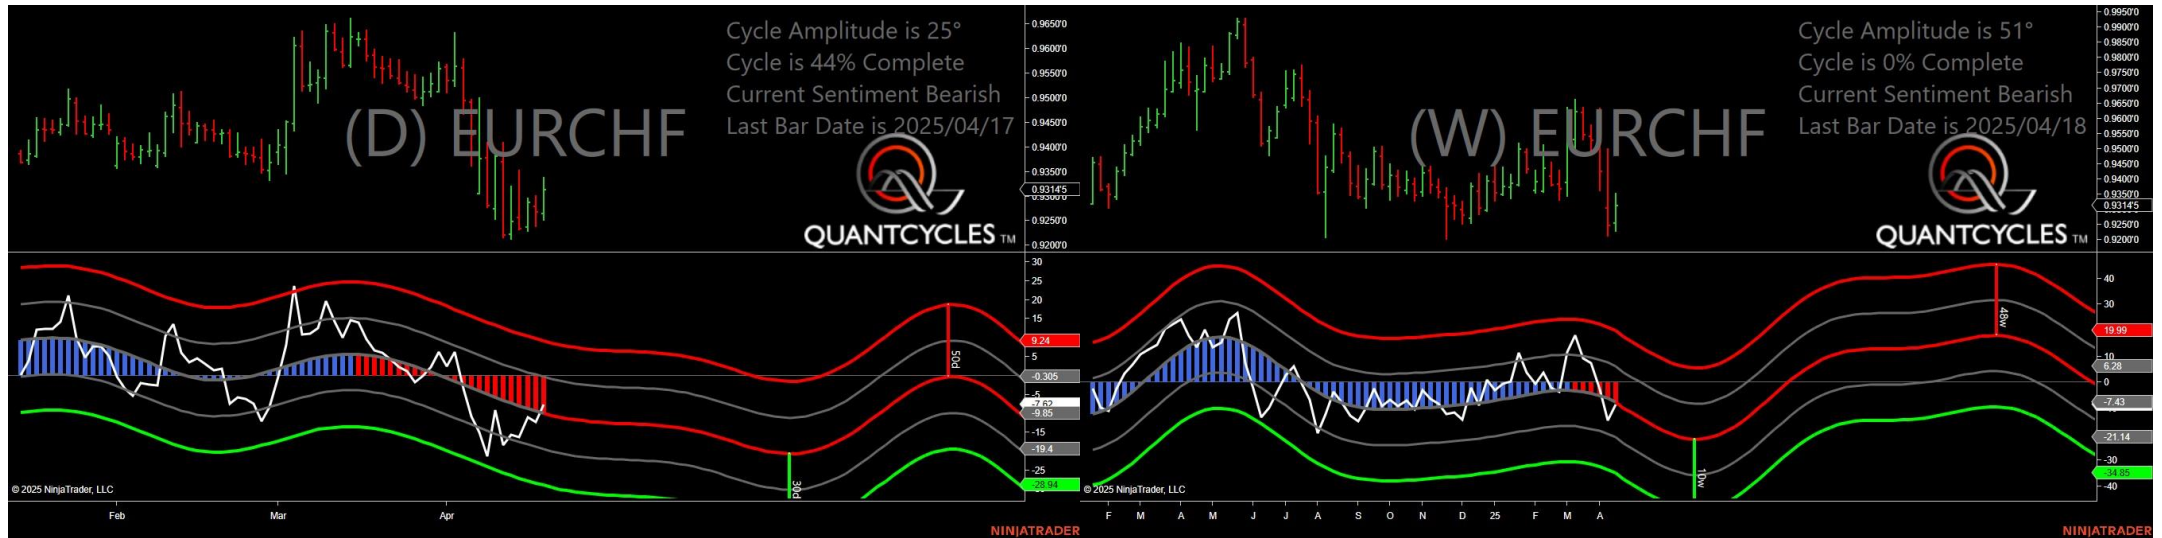 Cycle Amplitude is 25°
Cycle is 44% Complete
Current Sentiment Bearish
Last Bar Date is 2025/04/17
(D) EURCHF
QUANTCYCLES TM
0.9650'0
0.9600'0
0.9550'0
0.9500'0
0.9450'0
0.9400'0
0.9350'0
0.9314'5
0.9300'0
0.9250'0
0.9200'0
30
25
20
15
9.24
5
-0.305
-5
-7.62
-9.85
-15
-19.4
-25
-28.94
50d
30d
© 2025 NinjaTrader, LLC
Feb
Mar
Apr
NINJATRADER
Cycle Amplitude is 51°
Cycle is 0% Complete
Current Sentiment Bearish
Last Bar Date is 2025/04/18
(W) EURCHF
QUANTCYCLES TM
0.9950'0
0.9900'0
0.9850'0
0.9800'0
0.9750'0
0.9700'0
0.9650'0
0.9600'0
0.9550'0
0.9500'0
0.9450'0
0.9400'0
0.9350'0
0.9314'5
0.9250'0
0.9200'0
40
30
19.99
10
6.28
0
-7.43
-21.14
-30
-34.85
-40
48w
10w
© 2025 NinjaTrader, LLC
F
M
A
M
J
J
A
S
O
N
D
25
F
M
A
NINJATRADER